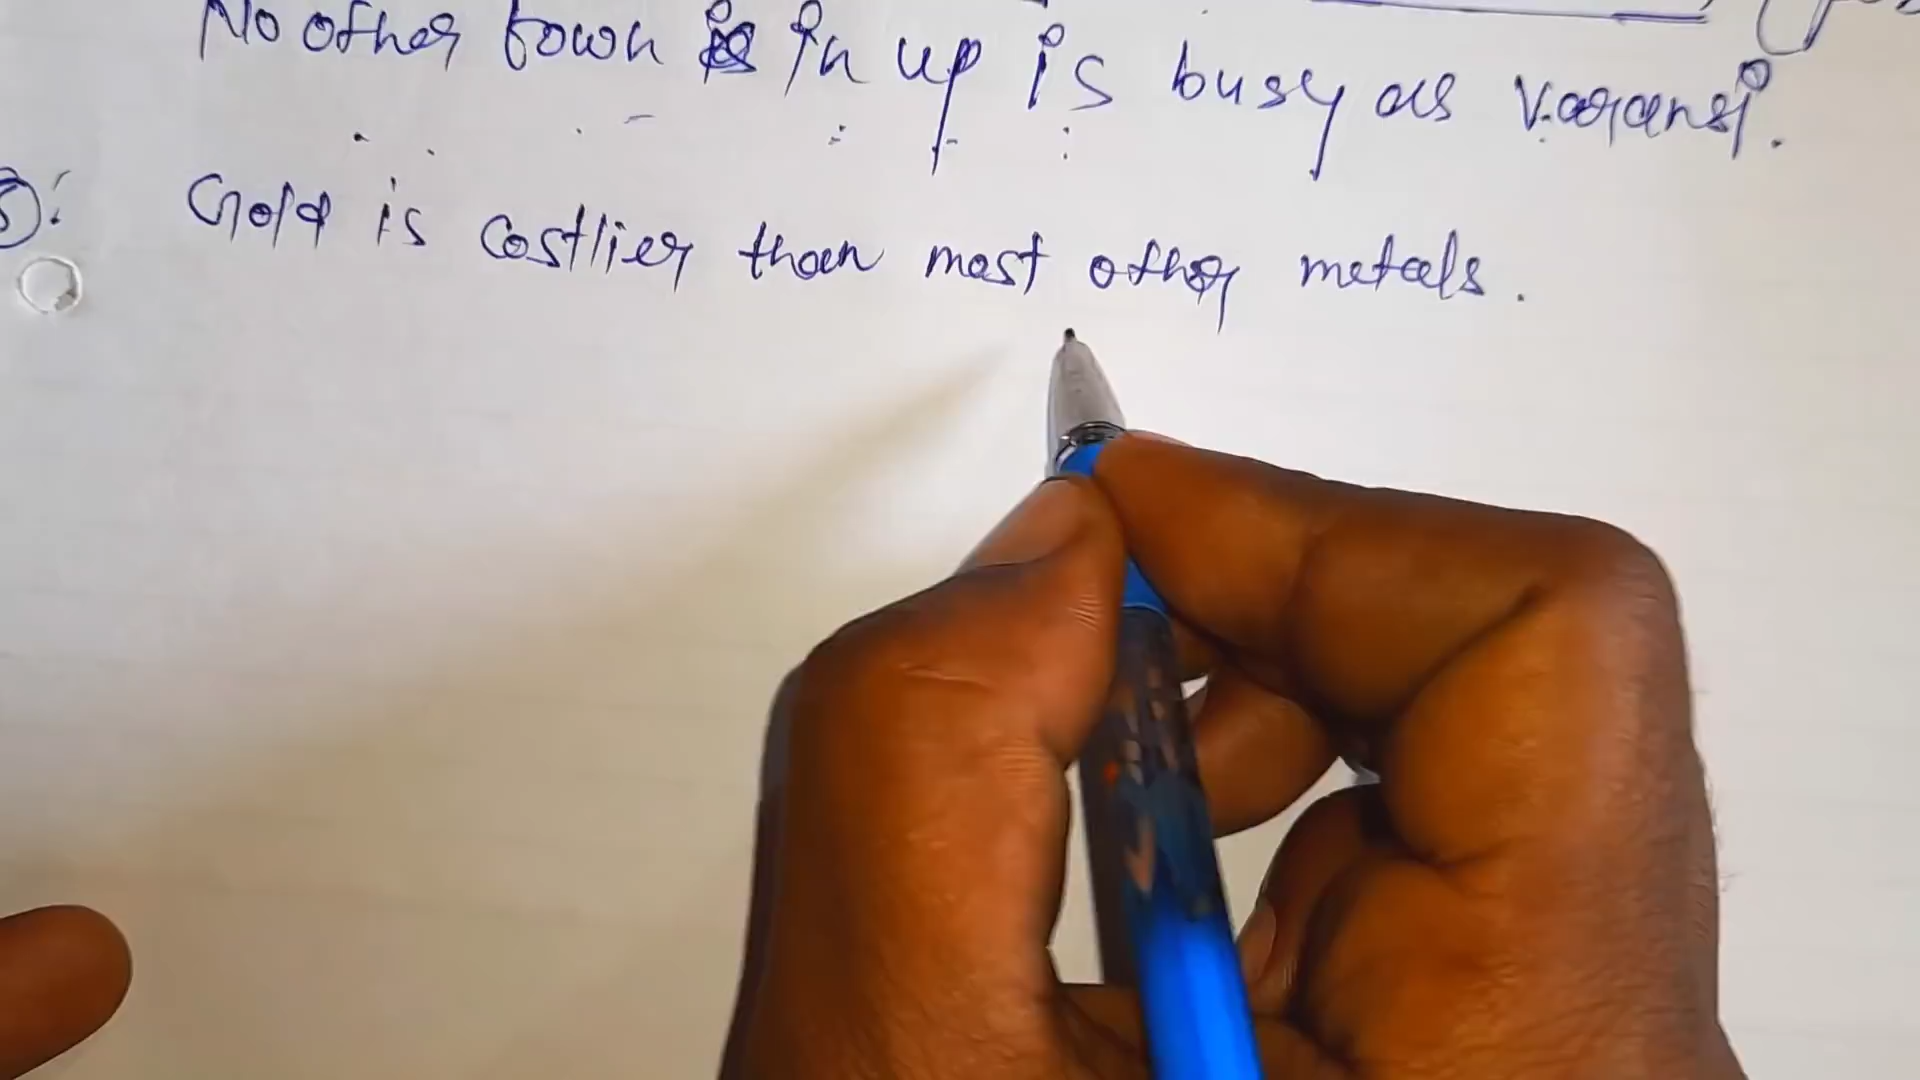 No other town in up is busy as varansi.
Gold is costlier than most other metals.